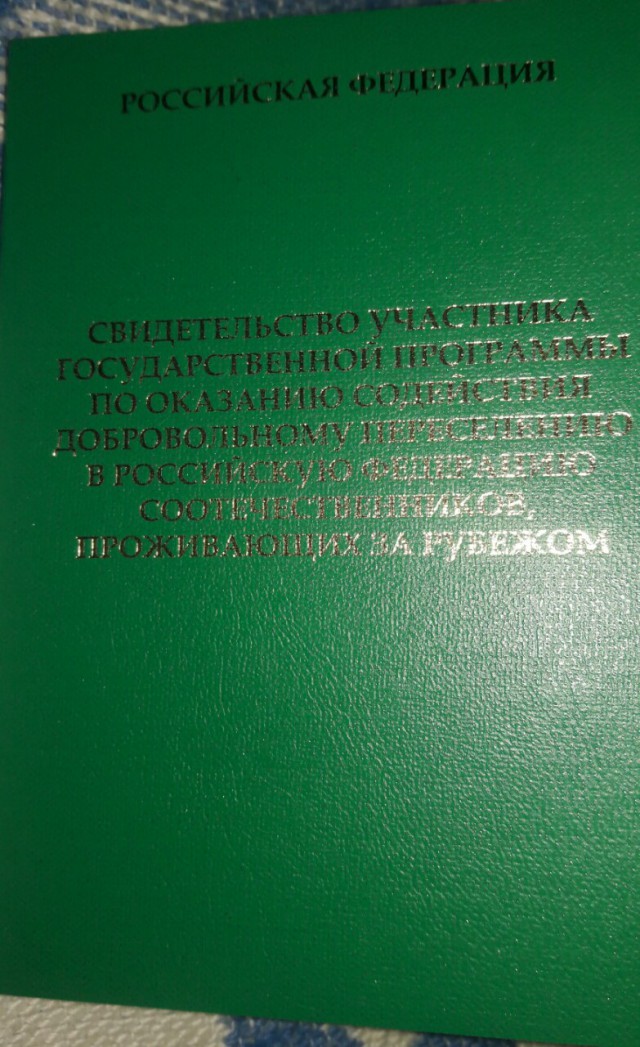 РОССИЙСКАЯ ФЕДЕРАЦИЯ
СВИДЕТЕЛЬСТВО УЧАСТНИКА
ГОСУДАРСТВЕННОЙ ПРОГРАММЫ
ПО ОКАЗАНИЮ СОДЕЙСТВИЯ
ДОБРОВОЛЬНОМУ ПЕРЕСЕЛЕНИЮ
В РОССИЙСКУЮ ФЕДЕРАЦИЮ
СООТЕЧЕСТВЕННИКОВ,
ПРОЖИВАЮЩИХ ЗА РУБЕЖОМ